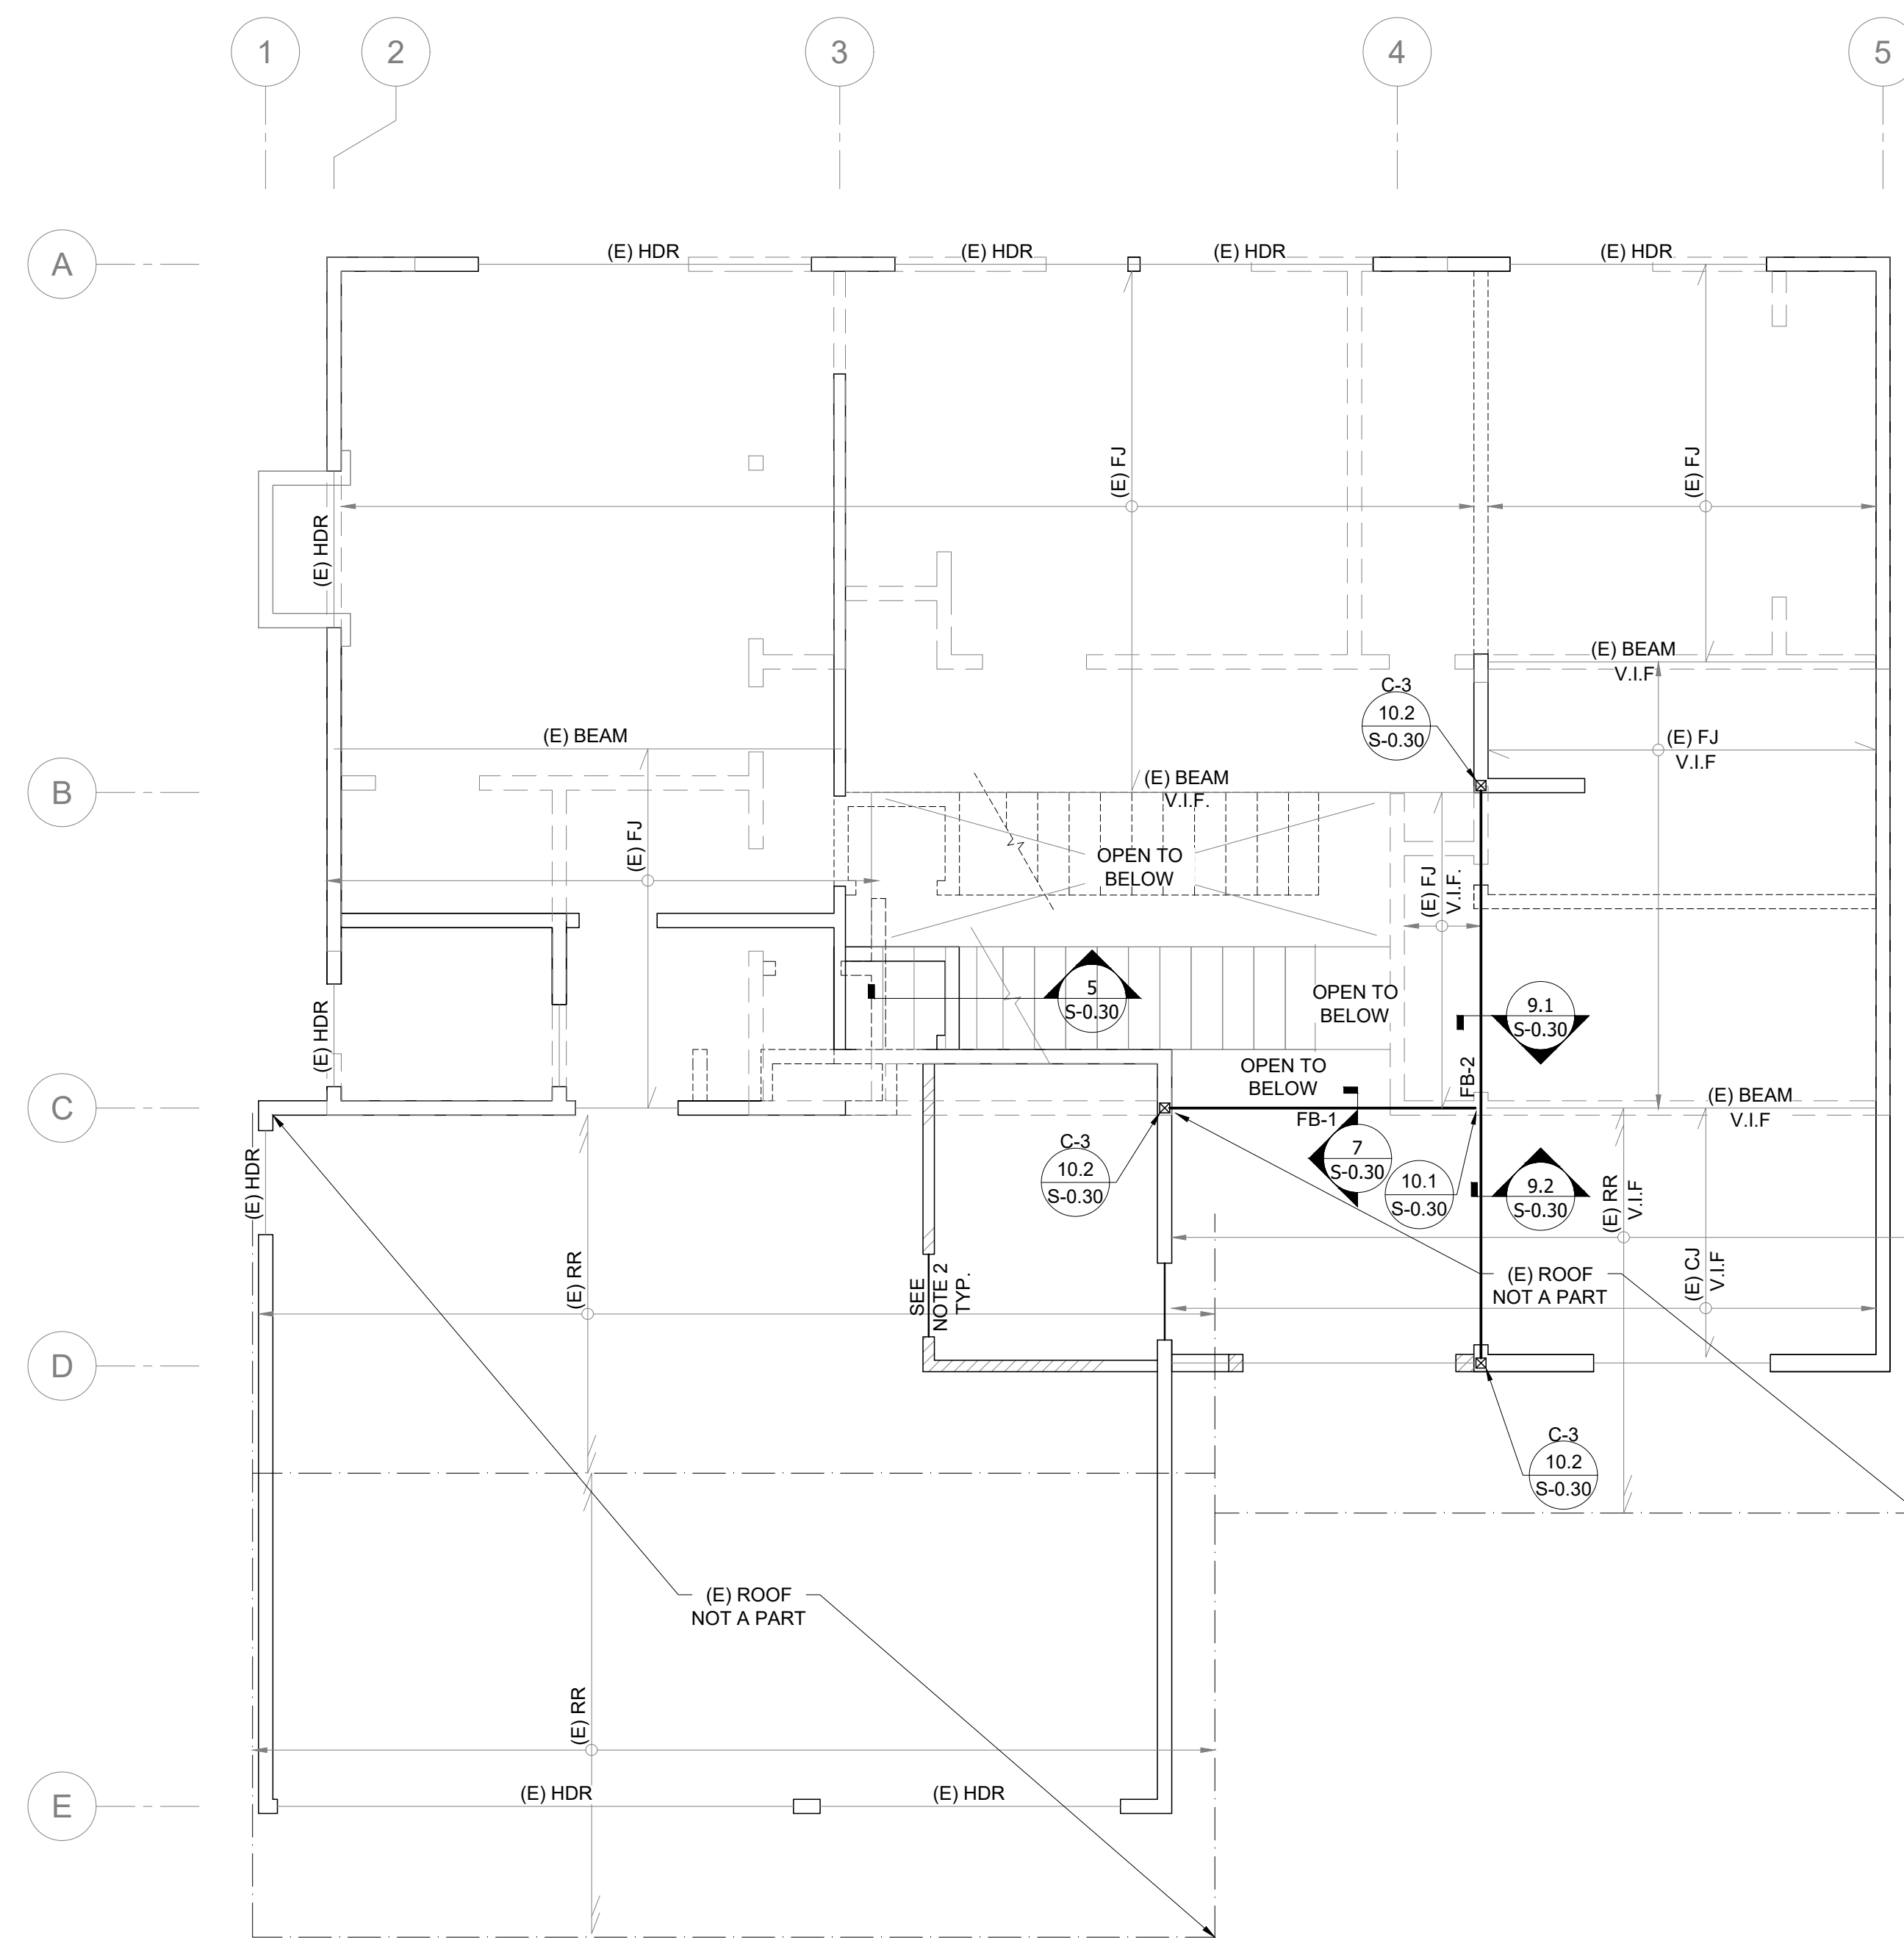 1
2
3
4
5
A
(E) HDR
(E) HDR
(E) HDR
(E) HDR
(E) FJ
(E) FJ
(E) HDR
(E) BEAM
V.I.F
C-3
10.2
S-0.30
(E) FJ
V.I.F
(E) BEAM
(E) BEAM
V.I.F.
B
(E) FJ
OPEN TO
BELOW
(E) FJ
V.I.F.
5
S-0.30
OPEN TO
BELOW
9.1
S-0.30
(E) HDR
OPEN TO
BELOW
FB-2
C
FB-1
(E) BEAM
V.I.F
C-3
10.2
S-0.30
7
S-0.30
10.1
S-0.30
9.2
S-0.30
(E) HDR
(E) RR
V.I.F
(E) RR
SEE
NOTE 2
TYP.
(E) ROOF
NOT A PART
(E) CJ
V.I.F
D
C-3
10.2
S-0.30
(E) ROOF
NOT A PART
(E) RR
E
(E) HDR
(E) HDR